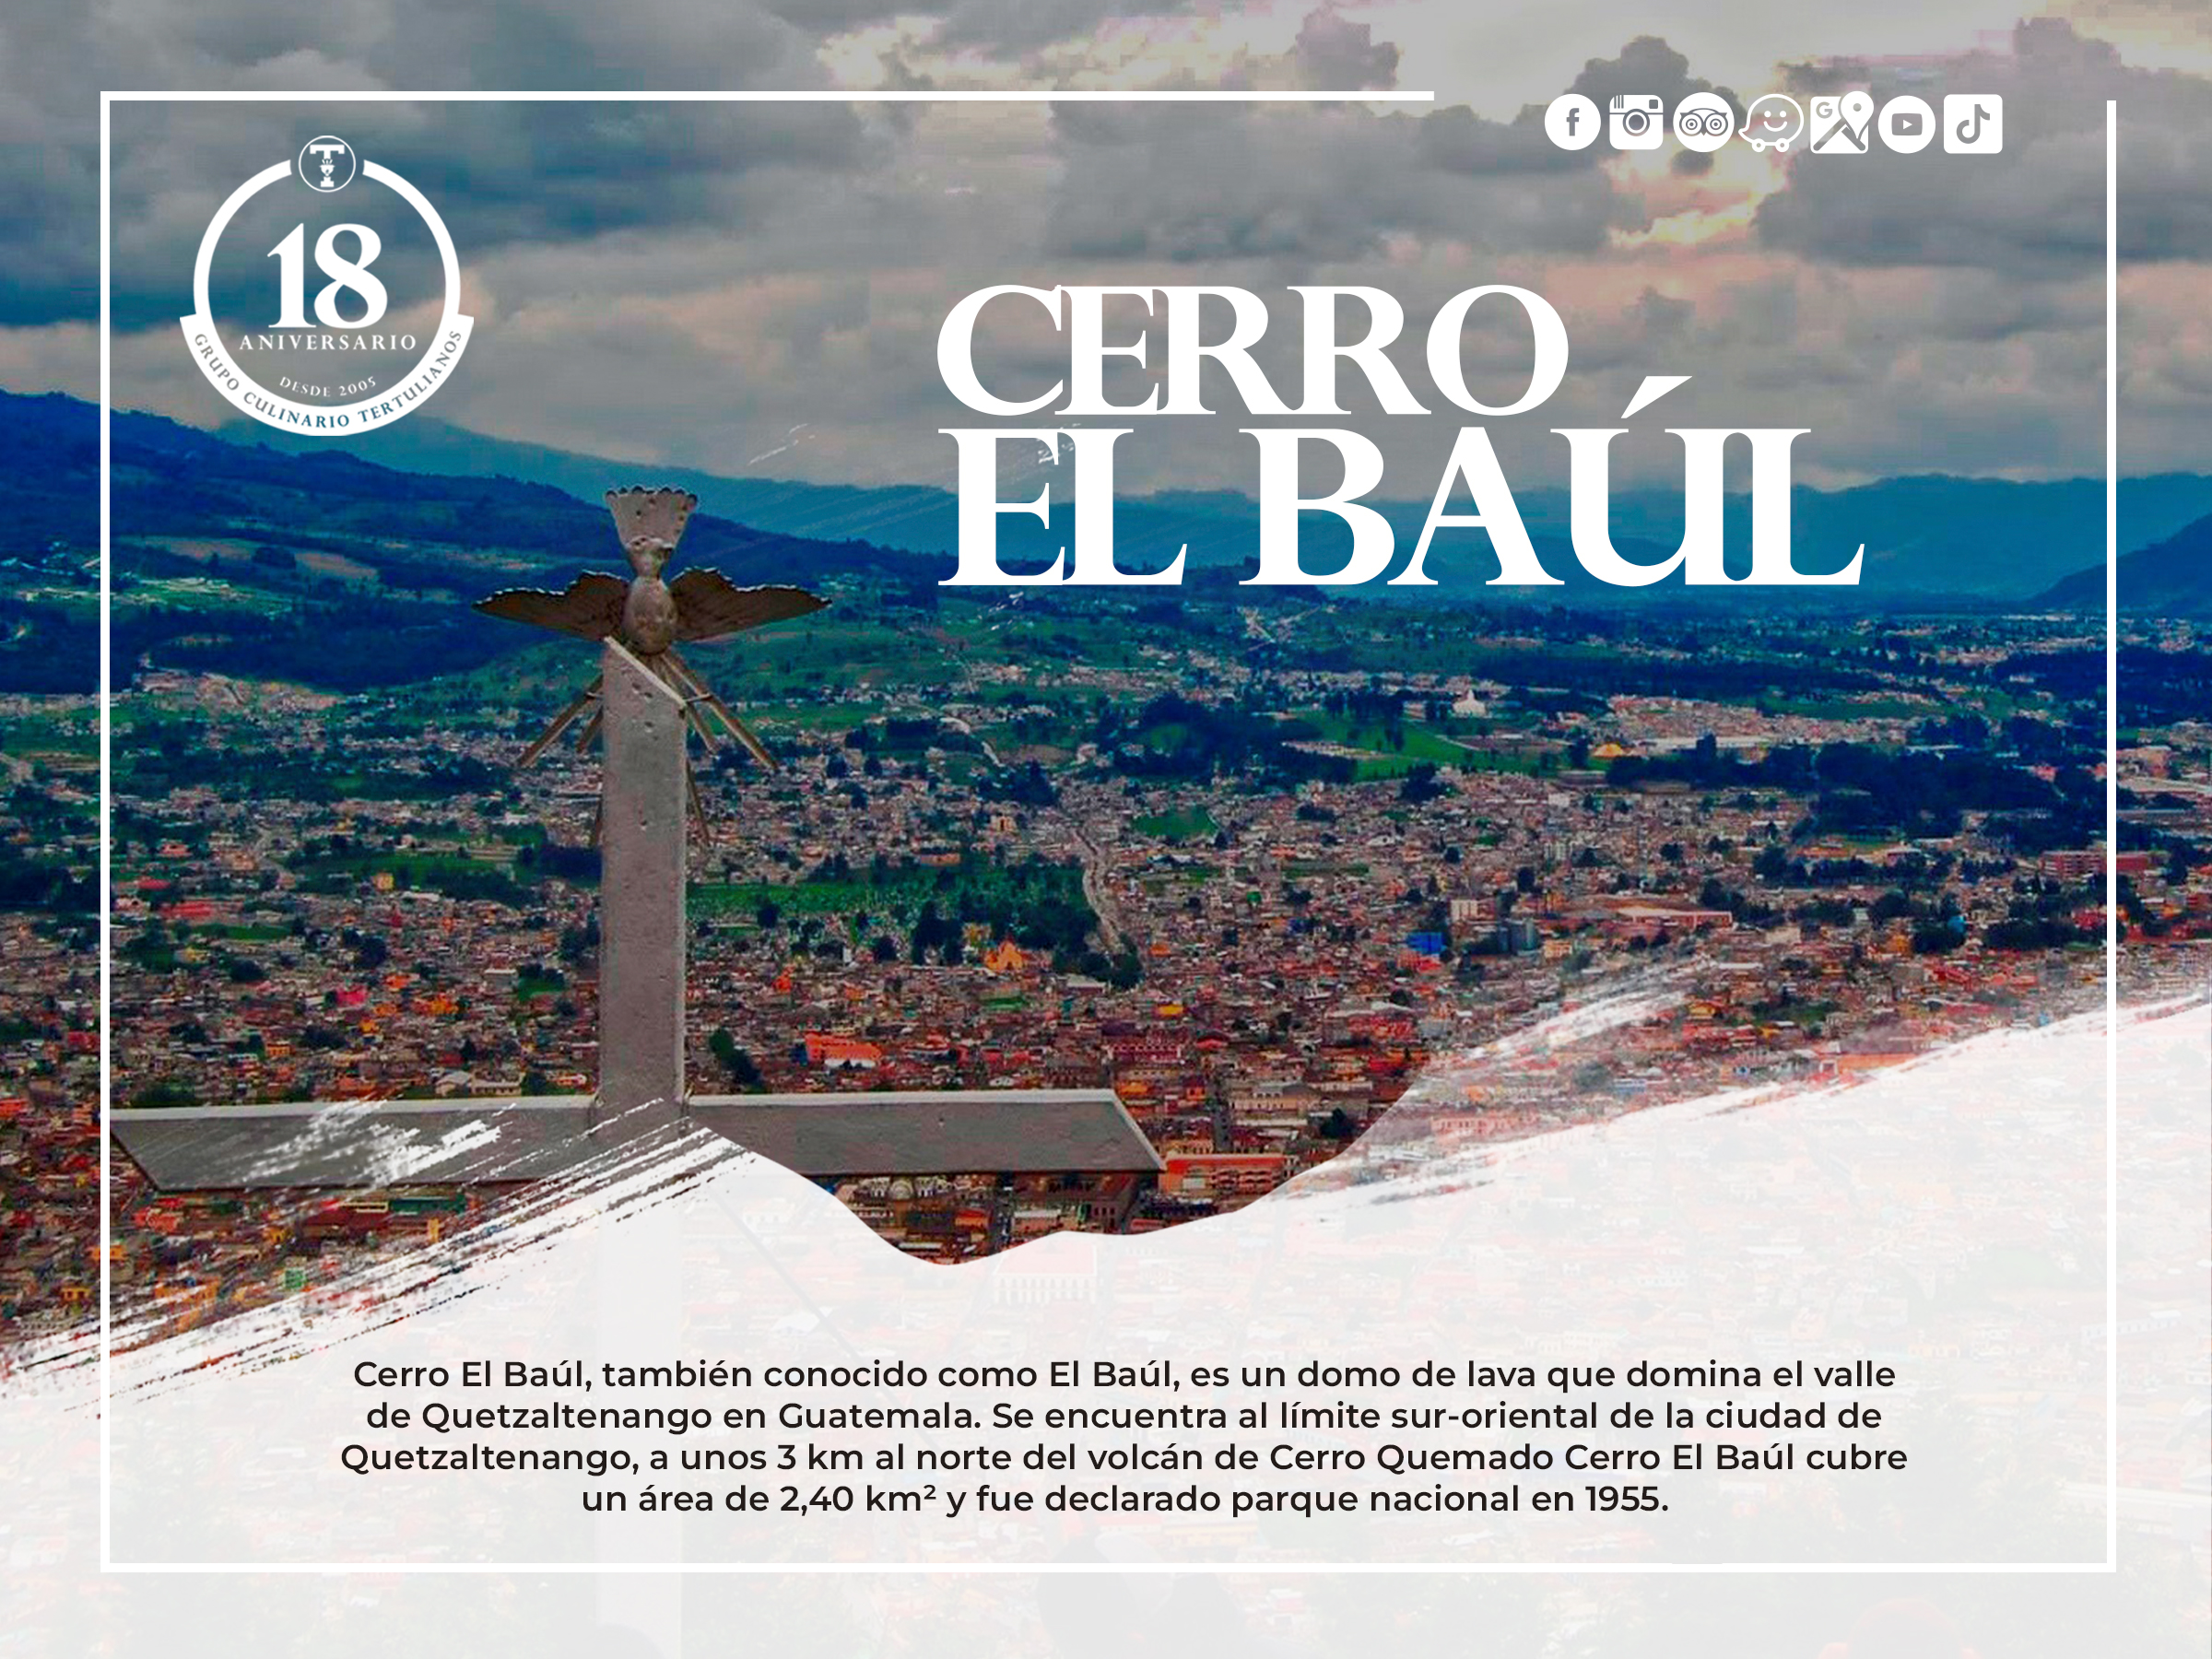 T
18
ANIVERSARIO
DESDE 2005
GRUPO CULINARIO TERTULIANOS
CERRO
EL BAÚL
Cerro El Baúl, también conocido como El Baúl, es un domo de lava que domina el valle
de Quetzaltenango en Guatemala. Se encuentra al límite sur-oriental de la ciudad de
Quetzaltenango, a unos 3 km al norte del volcán de Cerro Quemado Cerro El Baúl cubre
un área de 2,40 km² y fue declarado parque nacional en 1955.